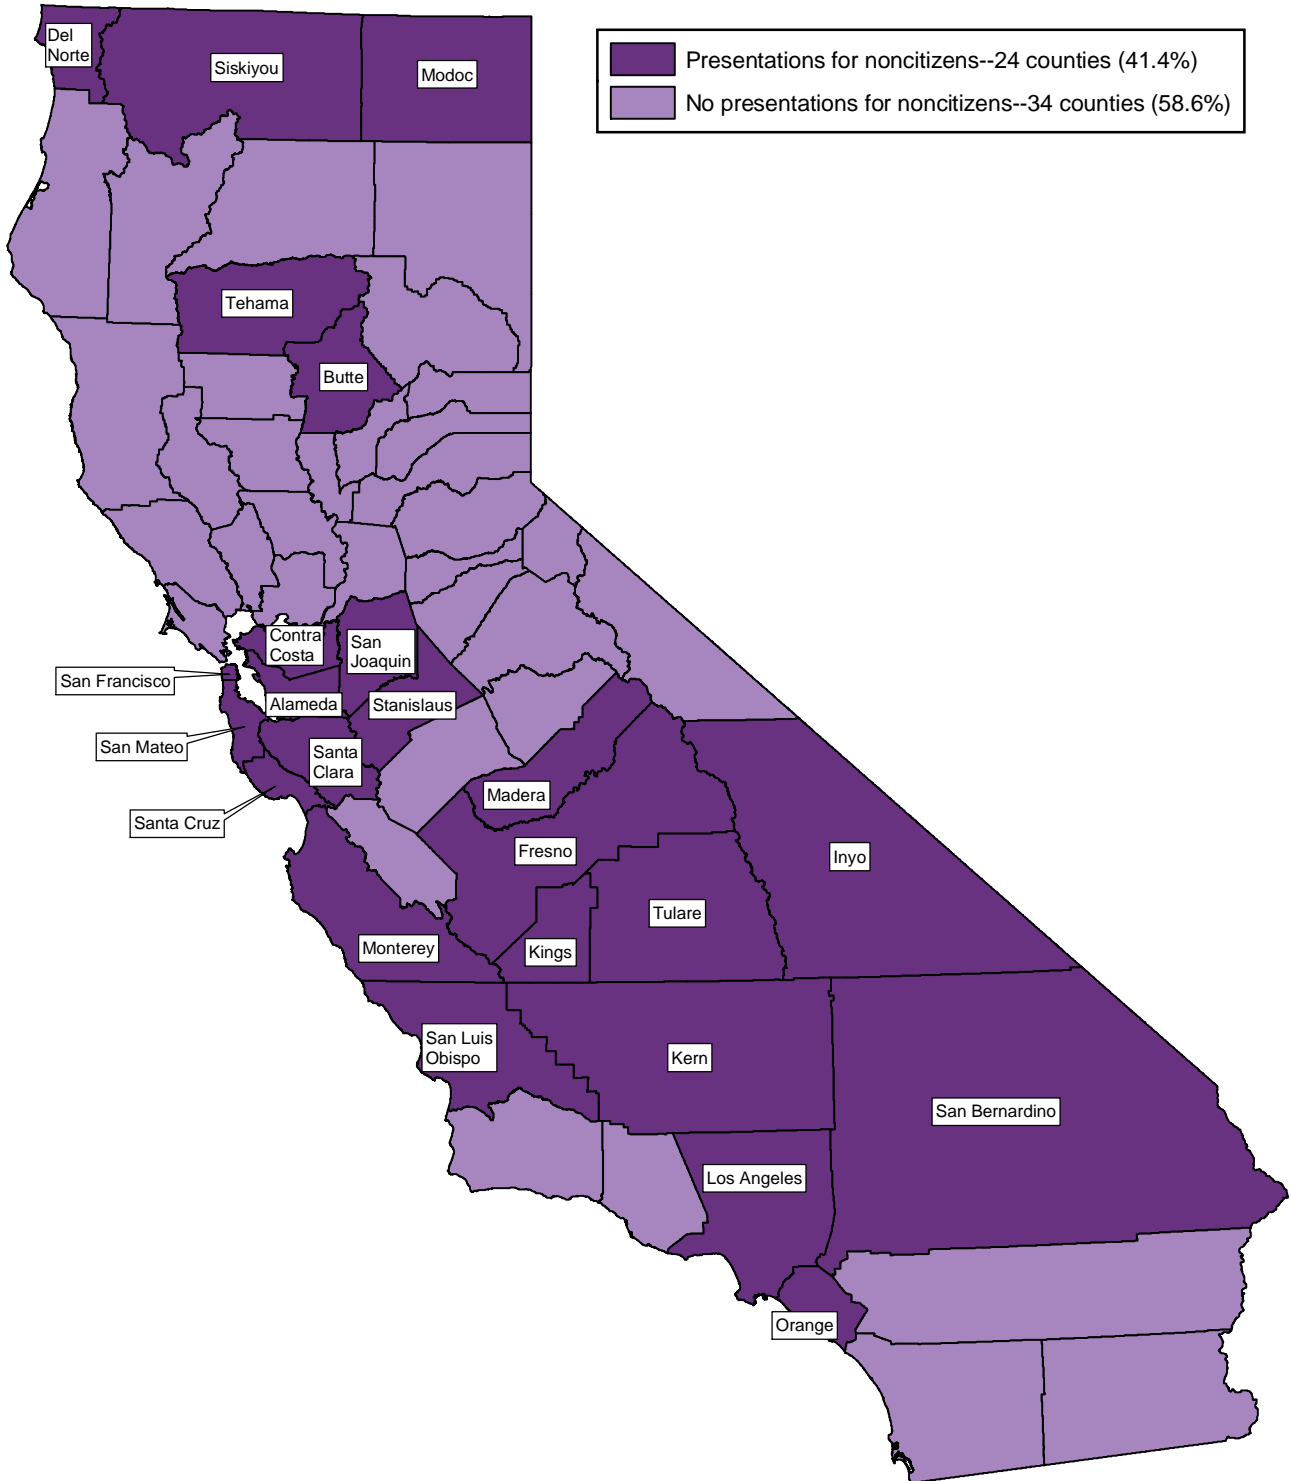 Del
Norte
Siskiyou
Modoc
Presentations for noncitizens--24 counties (41.4%)
No presentations for noncitizens--34 counties (58.6%)
Tehama
Butte
Contra
Costa
San
Joaquin
San Francisco
Alameda
Stanislaus
San Mateo
Santa
Clara
Madera
Santa Cruz
Fresno
Inyo
Tulare
Monterey
Kings
San Luis
Obispo
Kern
San Bernardino
Los Angeles
Orange